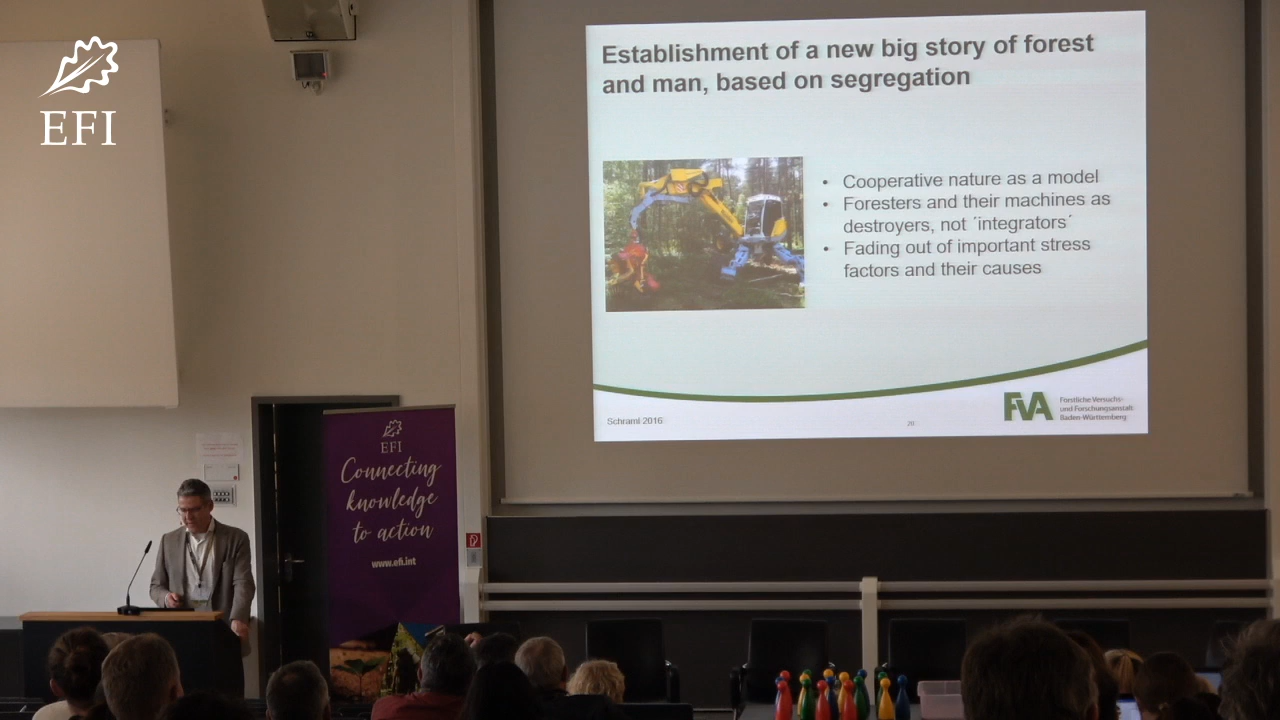 EFI
Establishment of a new big story of forest
and man, based on segregation
• Cooperative nature as a model
• Foresters and their machines as
destroyers, not ´integrators´
• Fading out of important stress
factors and their causes
Schraml 2016
20
FVA
Forstliche Versuchs-
und Forschungsanstalt
Baden-Württemberg
EFI
Connecting
knowledge
to action
www.efi.int